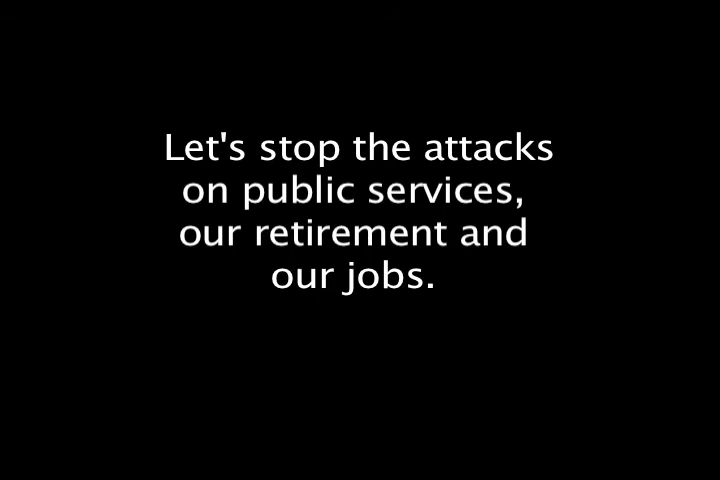 Let's stop the attacks
on public services,
our retirement and
our jobs.